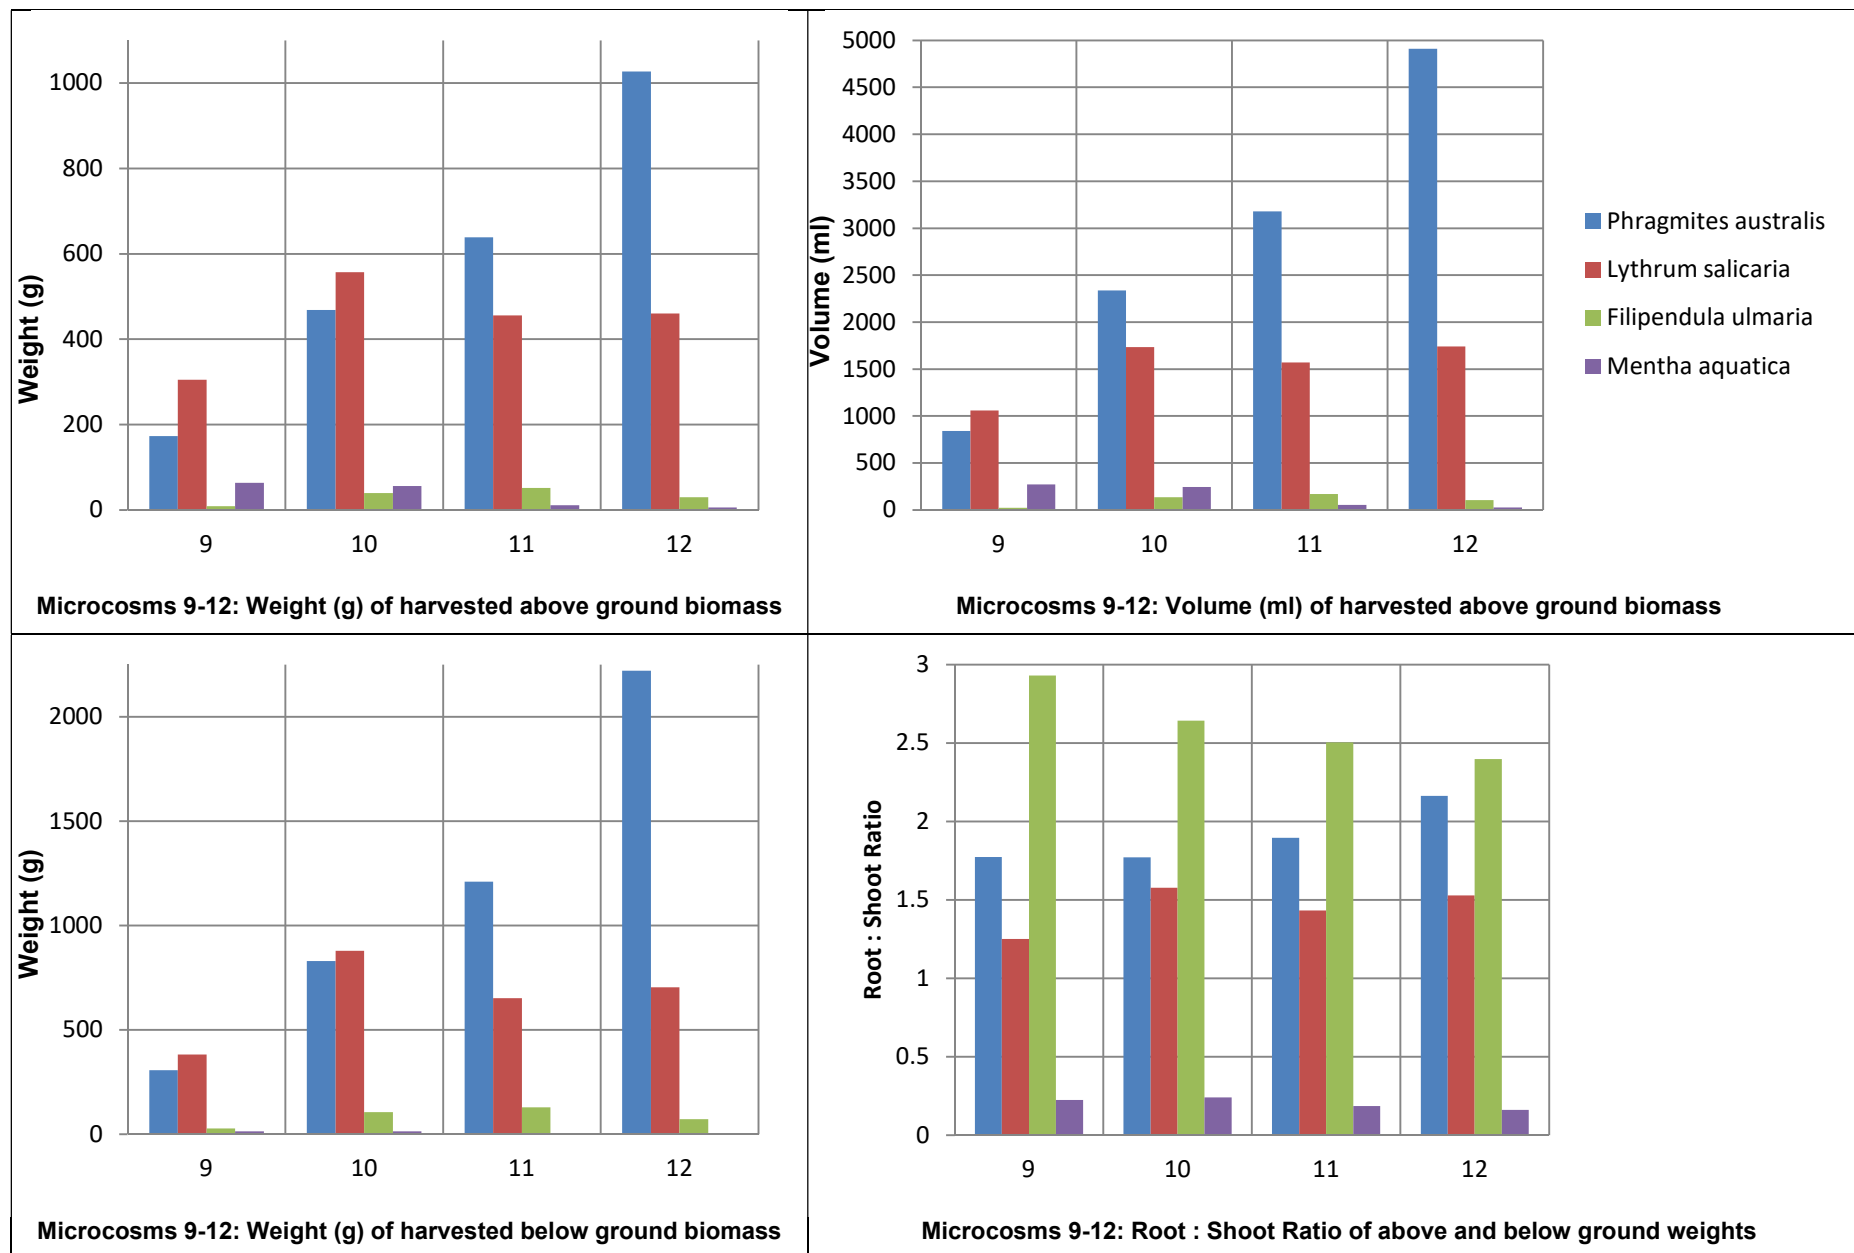 1000
800
600
400
200
0
Weight (g)
9 10 11 12
Microcosms 9-12: Weight (g) of harvested above ground biomass
5000
4500
4000
3500
3000
2500
2000
1500
1000
500
0
Volume (ml)
9 10 11 12
Microcosms 9-12: Volume (ml) of harvested above ground biomass
Phragmites australis
Lythrum salicaria
Filipendula ulmaria
Mentha aquatica
2000
1500
1000
500
0
Weight (g)
9 10 11 12
Microcosms 9-12: Weight (g) of harvested below ground biomass
3
2.5
2
1.5
1
0.5
0
Root : Shoot Ratio
9 10 11 12
Microcosms 9-12: Root : Shoot Ratio of above and below ground weights